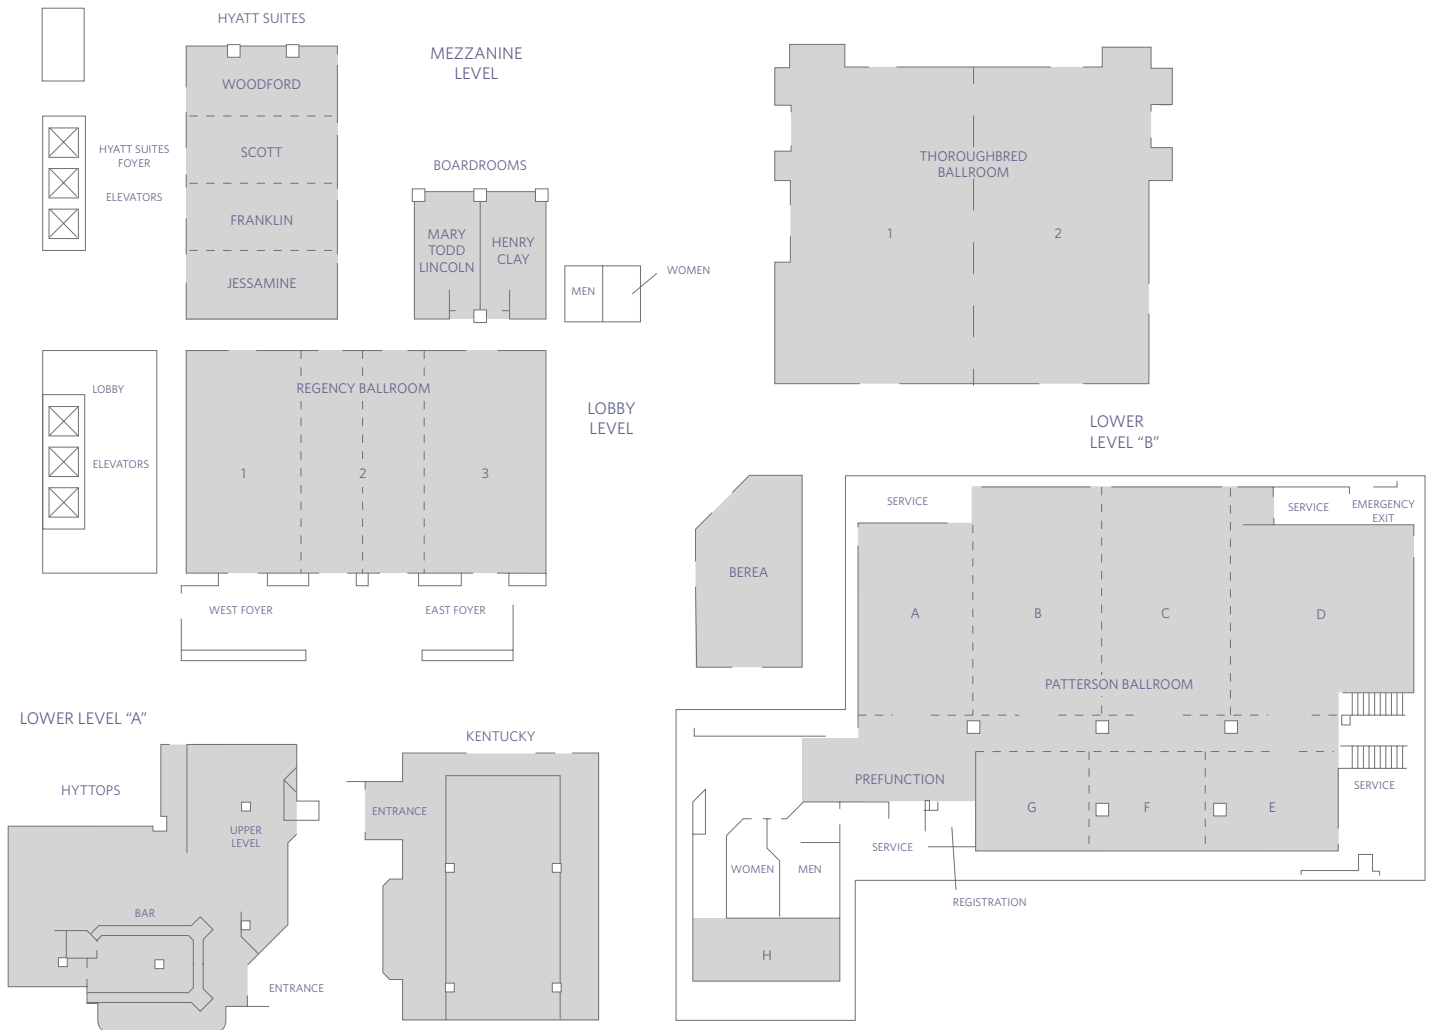 HYATT SUITES
WOODFORD
SCOTT
FRANKLIN
JESSAMINE
HYATT SUITES
FOYER
ELEVATORS
MEZZANINE
LEVEL
BOARDROOMS
MARY
TODD
LINCOLN
HENRY
CLAY
MEN
WOMEN
THOROUGHBRED
BALLROOM
1
2
LOBBY
ELEVATORS
REGENCY BALLROOM
1
2
3
WEST FOYER
EAST FOYER
LOBBY
LEVEL
LOWER
LEVEL “B”
BEREA
SERVICE
SERVICE
EMERGENCY
EXIT
A
B
C
D
PATTERSON BALLROOM
PREFUNCTION
G
F
E
SERVICE
SERVICE
WOMEN
MEN
REGISTRATION
H
LOWER LEVEL “A”
HYTTOPS
UPPER
LEVEL
BAR
ENTRANCE
KENTUCKY
ENTRANCE